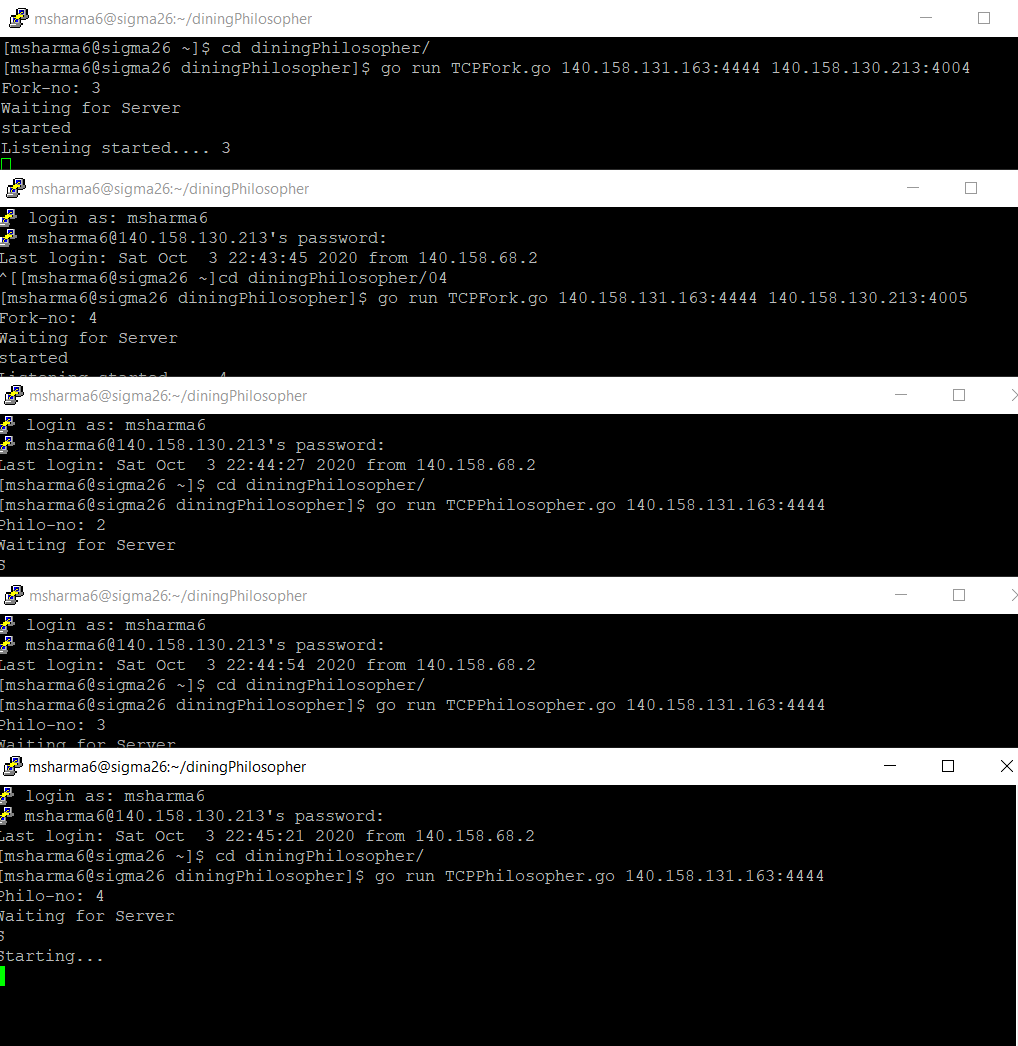 msharma6@sigma26:~/diningPhilosopher
[msharma6@sigma26 ~]$ cd diningPhilosopher/
[msharma6@sigma26 diningPhilosopher]$ go run TCPFork.go 140.158.131.163:4444 140.158.130.213:4004
Fork-no: 3
Waiting for Server
started
Listening started.... 3
msharma6@sigma26:~/diningPhilosopher
login as: msharma6
msharma6@140.158.130.213's password:
Last login: Sat Oct  3 22:43:45 2020 from 140.158.68.2
^[[msharma6@sigma26 ~]cd diningPhilosopher/04
[msharma6@sigma26 diningPhilosopher]$ go run TCPFork.go 140.158.131.163:4444 140.158.130.213:4005
Fork-no: 4
Waiting for Server
started
Listening started.... 4
msharma6@sigma26:~/diningPhilosopher
login as: msharma6
msharma6@140.158.130.213's password:
Last login: Sat Oct  3 22:44:27 2020 from 140.158.68.2
[msharma6@sigma26 ~]$ cd diningPhilosopher/
[msharma6@sigma26 diningPhilosopher]$ go run TCPPhilosopher.go 140.158.131.163:4444
Philo-no: 2
Waiting for Server
S
msharma6@sigma26:~/diningPhilosopher
login as: msharma6
msharma6@140.158.130.213's password:
Last login: Sat Oct  3 22:44:54 2020 from 140.158.68.2
[msharma6@sigma26 ~]$ cd diningPhilosopher/
[msharma6@sigma26 diningPhilosopher]$ go run TCPPhilosopher.go 140.158.131.163:4444
Philo-no: 3
Waiting for Server
msharma6@sigma26:~/diningPhilosopher
login as: msharma6
msharma6@140.158.130.213's password:
Last login: Sat Oct  3 22:45:21 2020 from 140.158.68.2
[msharma6@sigma26 ~]$ cd diningPhilosopher/
[msharma6@sigma26 diningPhilosopher]$ go run TCPPhilosopher.go 140.158.131.163:4444
Philo-no: 4
Waiting for Server
S
Starting...